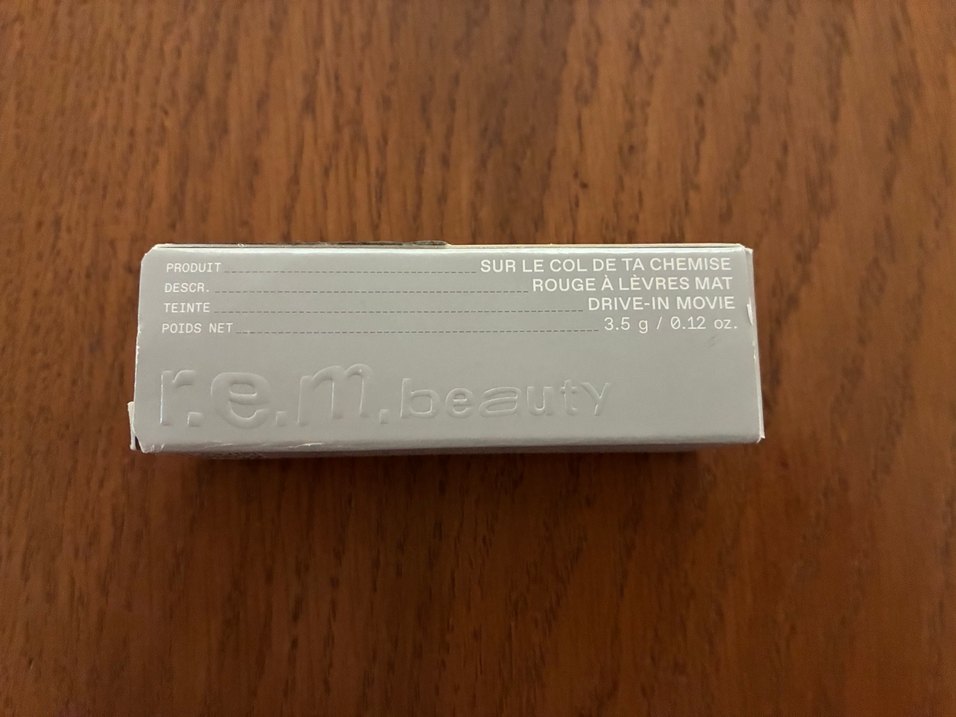 PRODUIT SUR LE COL DE TA CHEMISE
DESCR. ROUGE À LÈVRES MAT
TEINTE DRIVE-IN MOVIE
POIDS NET 3.5 g / 0.12 oz.
r.e.m.beauty